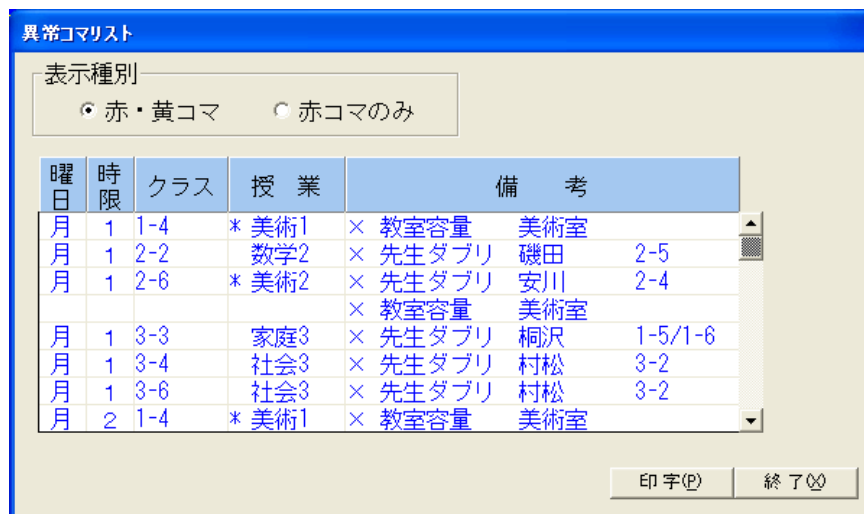 異常コマリスト
表示種別
赤・黄コマ 赤コマのみ
曜日 時限 クラス 授 業 備 考
月 1 1-4 * 美術1 × 教室容量 美術室
月 1 2-2 数学2 × 先生ダブリ 磯田 2-5
月 1 2-6 * 美術2 × 先生ダブリ 安川 2-4
× 教室容量 美術室
月 1 3-3 家庭3 × 先生ダブリ 桐沢 1-5/1-6
月 1 3-4 社会3 × 先生ダブリ 村松 3-2
月 1 3-6 社会3 × 先生ダブリ 村松 3-2
月 2 1-4 * 美術1 × 教室容量 美術室
印字(P) 終了(X)